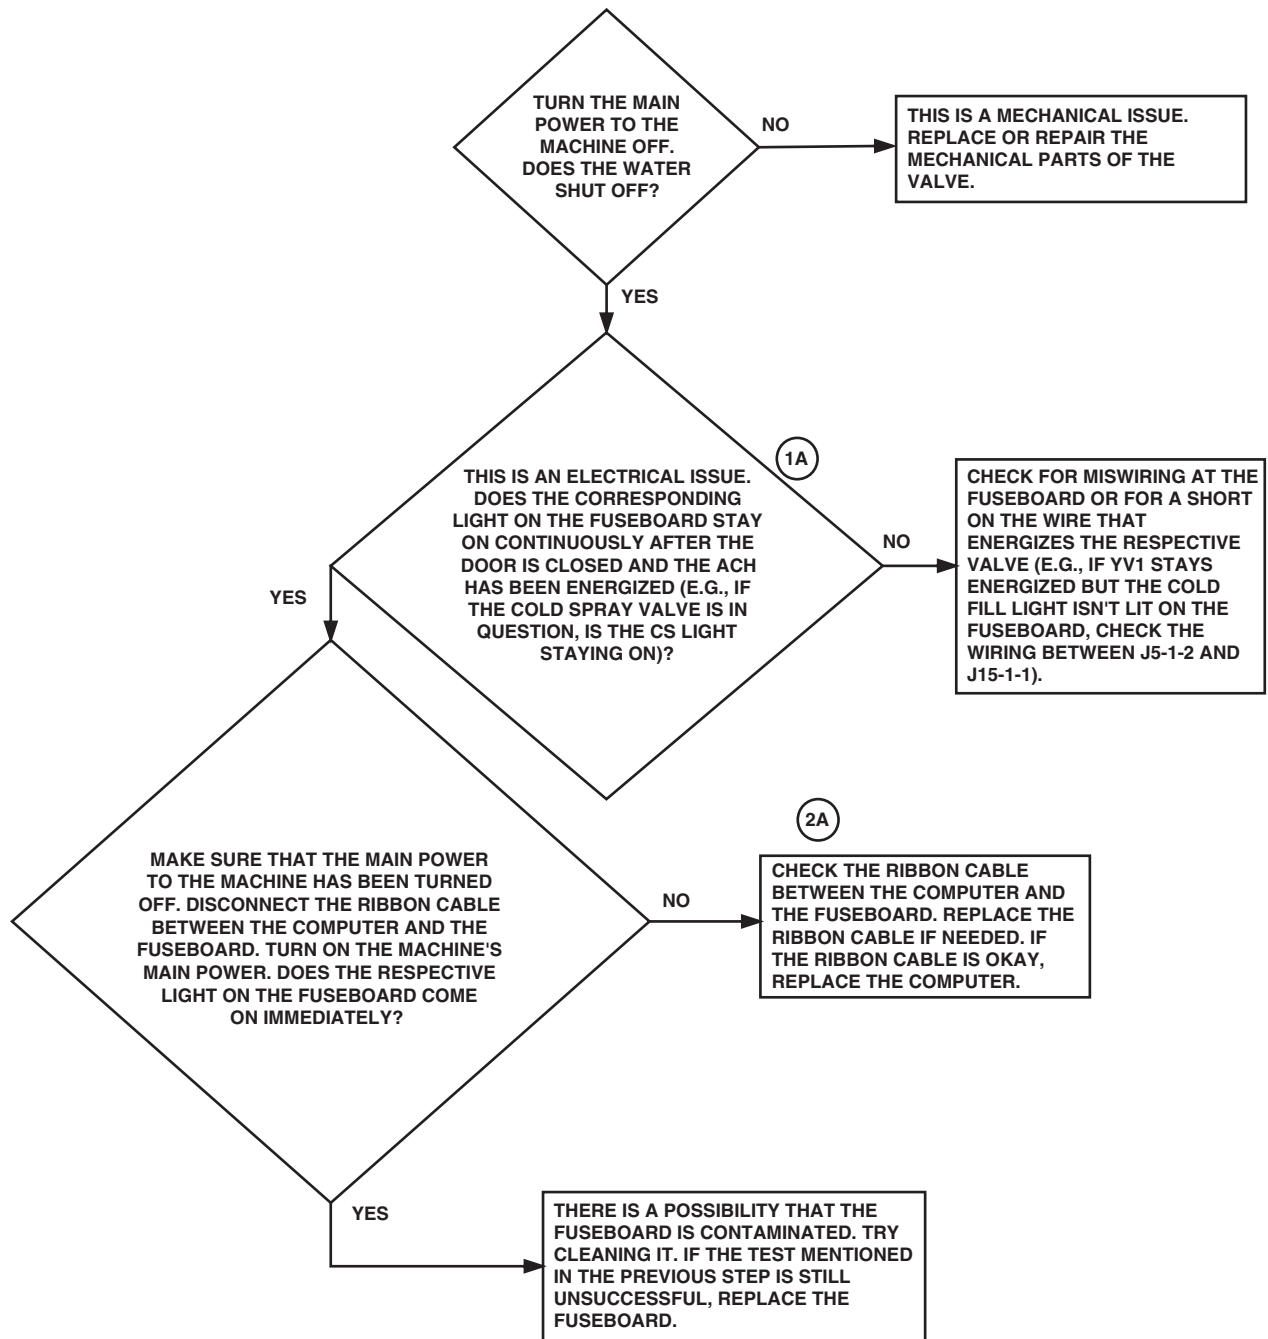 TURN THE MAIN
POWER TO THE
MACHINE OFF.
DOES THE WATER
SHUT OFF?
NO
THIS IS A MECHANICAL ISSUE.
REPLACE OR REPAIR THE
MECHANICAL PARTS OF THE
VALVE.
YES
THIS IS AN ELECTRICAL ISSUE.
DOES THE CORRESPONDING
LIGHT ON THE FUSEBOARD STAY
ON CONTINUOUSLY AFTER THE
DOOR IS CLOSED AND THE ACH
HAS BEEN ENERGIZED (E.G., IF
THE COLD SPRAY VALVE IS IN
QUESTION, IS THE CS LIGHT
STAYING ON)?
1A
NO
CHECK FOR MISWIRING AT THE
FUSEBOARD OR FOR A SHORT
ON THE WIRE THAT
ENERGIZES THE RESPECTIVE
VALVE (E.G., IF YV1 STAYS
ENERGIZED BUT THE COLD
FILL LIGHT ISN'T LIT ON THE
FUSEBOARD, CHECK THE
WIRING BETWEEN J5-1-2 AND
J15-1-1).
YES
MAKE SURE THAT THE MAIN POWER
TO THE MACHINE HAS BEEN TURNED
OFF. DISCONNECT THE RIBBON CABLE
BETWEEN THE COMPUTER AND THE
FUSEBOARD. TURN ON THE MACHINE'S
MAIN POWER. DOES THE RESPECTIVE
LIGHT ON THE FUSEBOARD COME
ON IMMEDIATELY?
NO
2A
CHECK THE RIBBON CABLE
BETWEEN THE COMPUTER AND
THE FUSEBOARD. REPLACE THE
RIBBON CABLE IF NEEDED. IF
THE RIBBON CABLE IS OKAY,
REPLACE THE COMPUTER.
YES
THERE IS A POSSIBILITY THAT THE
FUSEBOARD IS CONTAMINATED. TRY
CLEANING IT. IF THE TEST MENTIONED
IN THE PREVIOUS STEP IS STILL
UNSUCCESSFUL, REPLACE THE
FUSEBOARD.